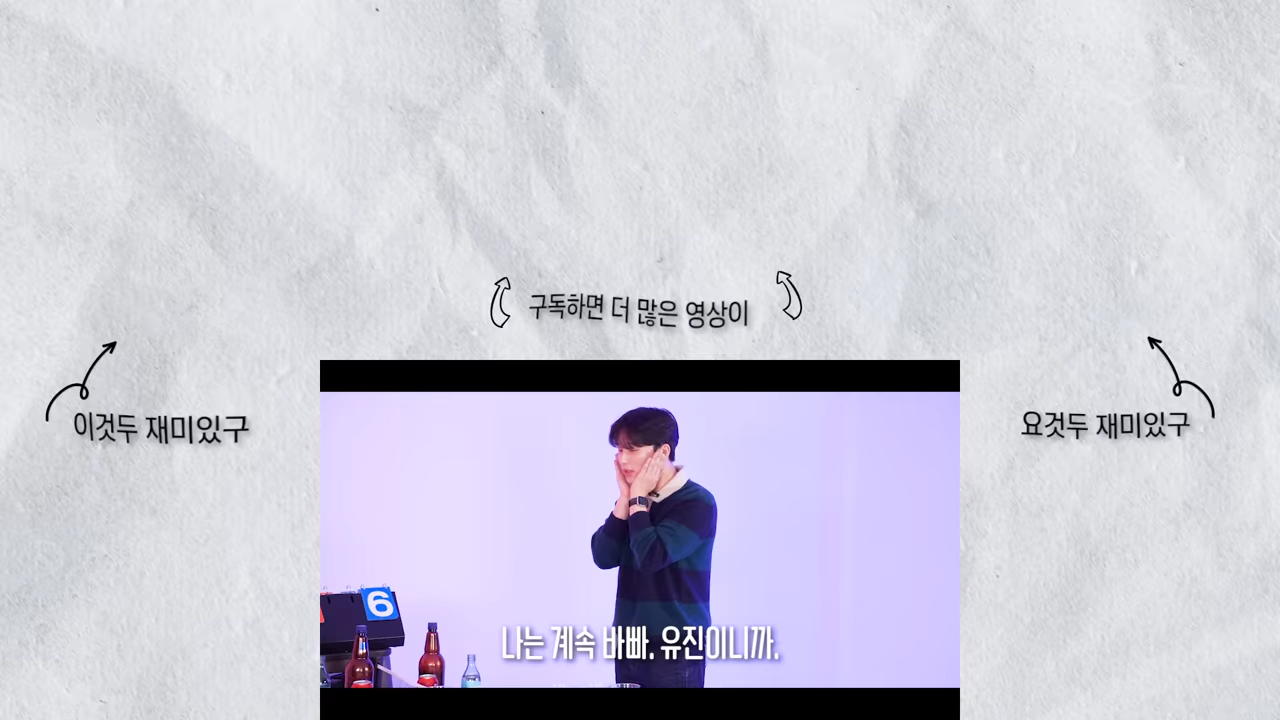 구독하면 더 많은 영상이
이것두 재미있구
요것두 재미있구
6
나는 계속 바빠. 유진이니까.